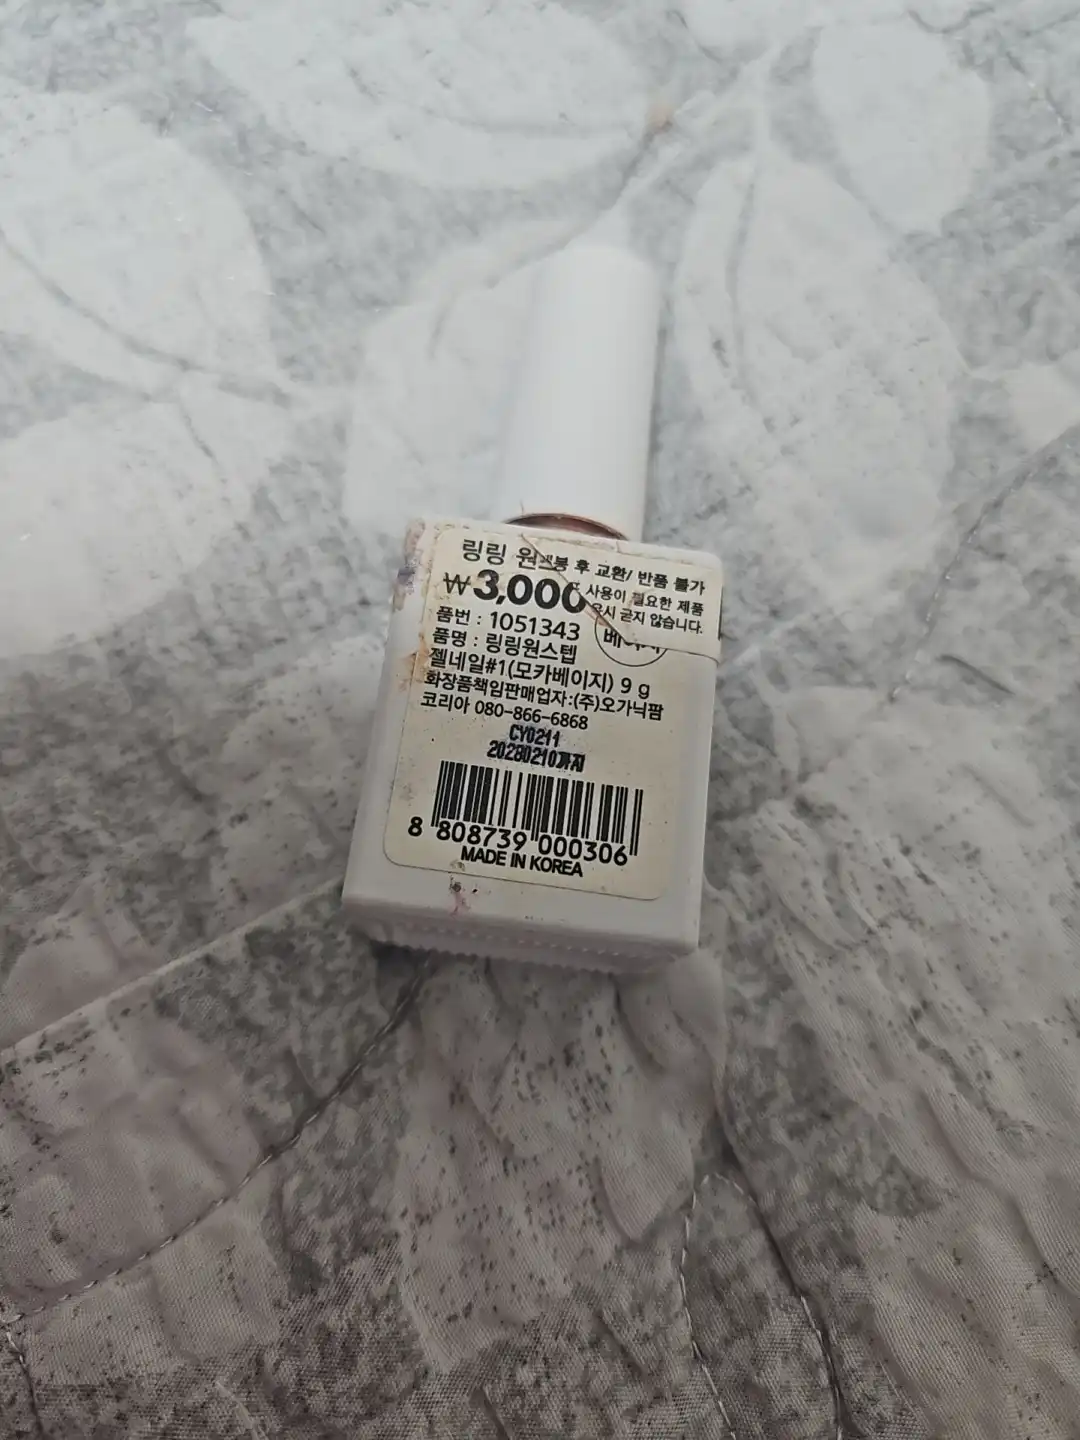 링링 원스
봉 후 교환/ 반품 불가
₩3,000
사용이 필요한 제품
시 굳지 않습니다.
품번 : 1051343
품명 : 링링원스텝
젤네일#1(모카베이지) 9 g
화장품책임판매업자:(주)오가닉팜
코리아 080-866-6868
CY0211
20280210까지
8 808739 000306
MADE IN KOREA